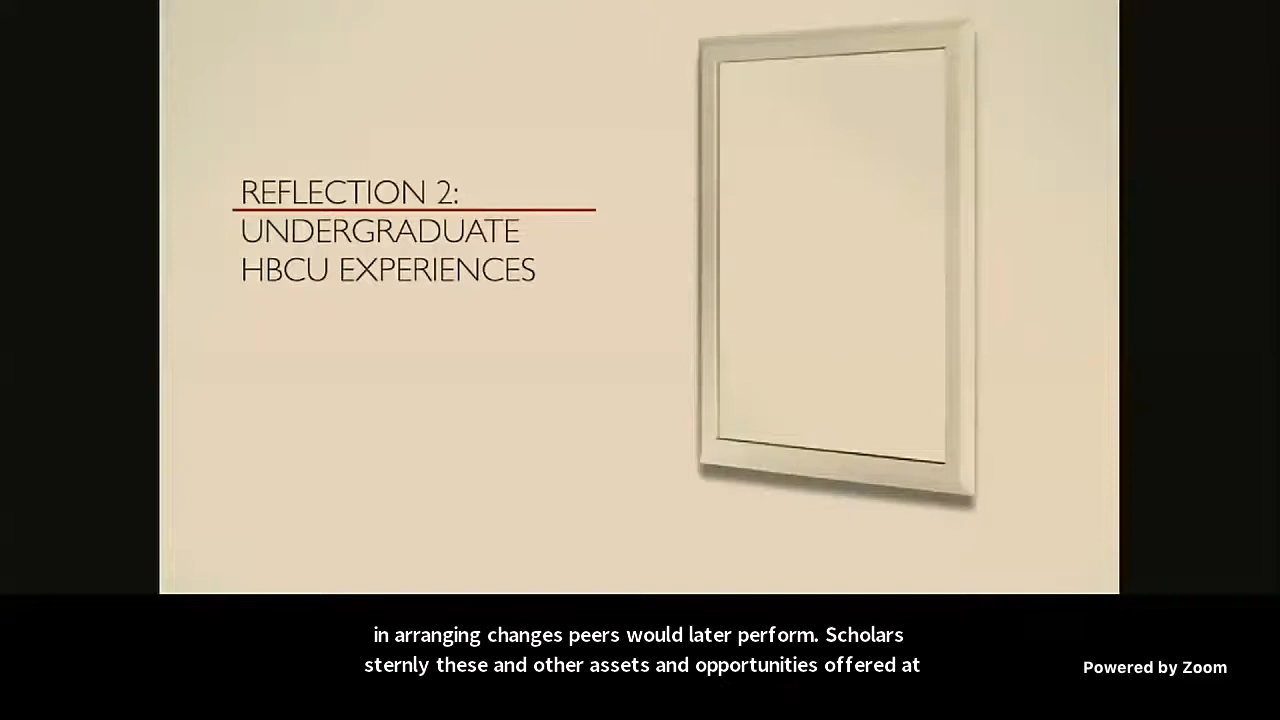 REFLECTION 2:
UNDERGRADUATE
HBCU EXPERIENCES
in arranging changes peers would later perform. Scholars
sternly these and other assets and opportunities offered at
Powered by Zoom